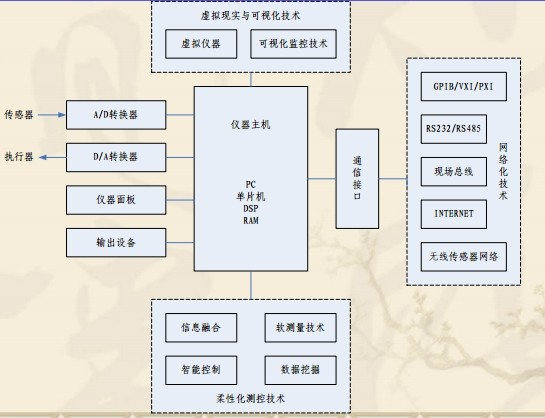 虚拟现实与可视化技术
虚拟仪器
可视化监控技术
传感器
A/D转换器
执行器
D/A转换器
仪器面板
输出设备
仪器主机
PC
单片机
DSP
RAM
通信接口
GPIB/VXI/PXI
RS232/RS485
现场总线
INTERNET
无线传感器网络
网络化技术
信息融合
软测量技术
智能控制
数据挖掘
柔性化测控技术